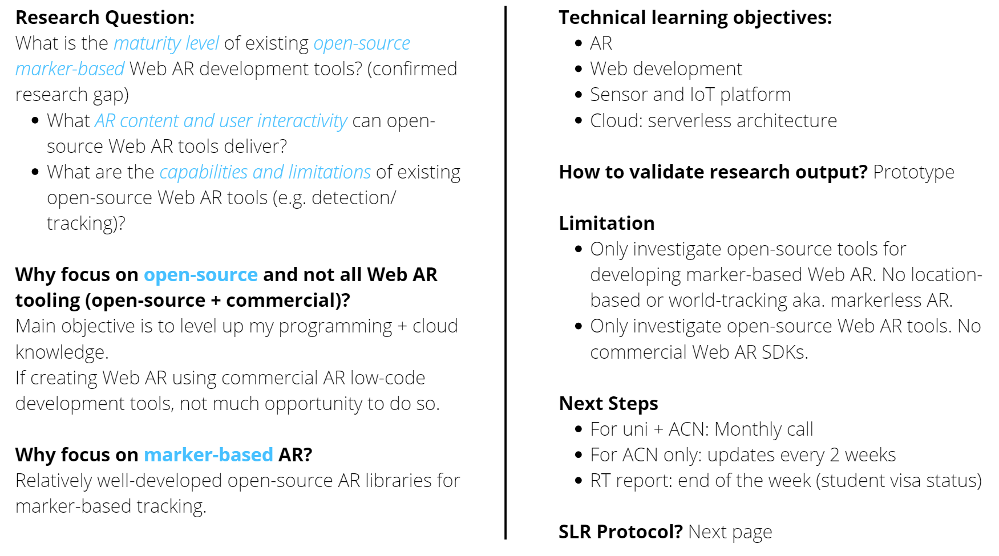 Research Question:
What is the maturity level of existing open-source
marker-based Web AR development tools? (confirmed
research gap)
• What AR content and user interactivity can open-
source Web AR tools deliver?
• What are the capabilities and limitations of existing
open-source Web AR tools (e.g. detection/
tracking)?
Why focus on open-source and not all Web AR
tooling (open-source + commercial)?
Main objective is to level up my programming + cloud
knowledge.
If creating Web AR using commercial AR low-code
development tools, not much opportunity to do so.
Why focus on marker-based AR?
Relatively well-developed open-source AR libraries for
marker-based tracking.
Technical learning objectives:
• AR
• Web development
• Sensor and IoT platform
• Cloud: serverless architecture
How to validate research output? Prototype
Limitation
• Only investigate open-source tools for
developing marker-based Web AR. No location-
based or world-tracking aka. markerless AR.
• Only investigate open-source Web AR tools. No
commercial Web AR SDKs.
Next Steps
• For uni + ACN: Monthly call
• For ACN only: updates every 2 weeks
• RT report: end of the week (student visa status)
SLR Protocol? Next page